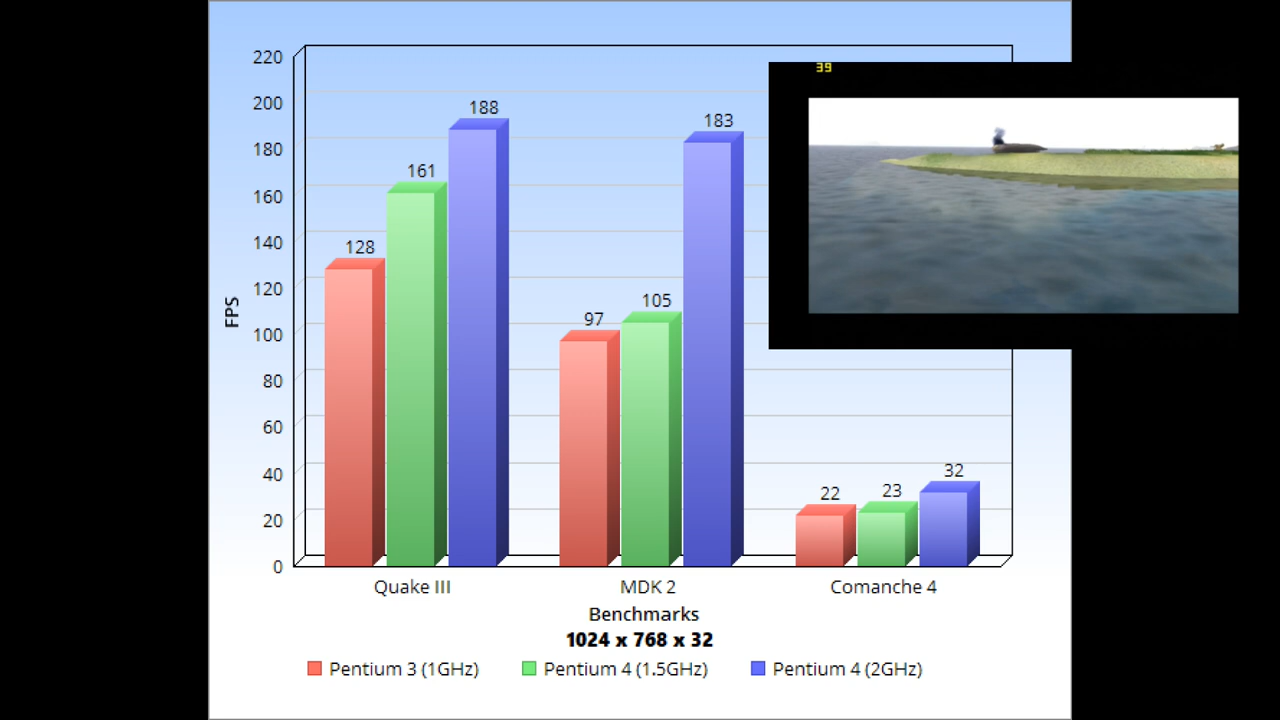 220
200
180
160
140
120
100
80
60
40
20
0
FPS
128
161
188
97
105
183
22
23
32
39
Quake III
MDK 2
Comanche 4
Benchmarks
1024 x 768 x 32
Pentium 3 (1GHz)
Pentium 4 (1.5GHz)
Pentium 4 (2GHz)